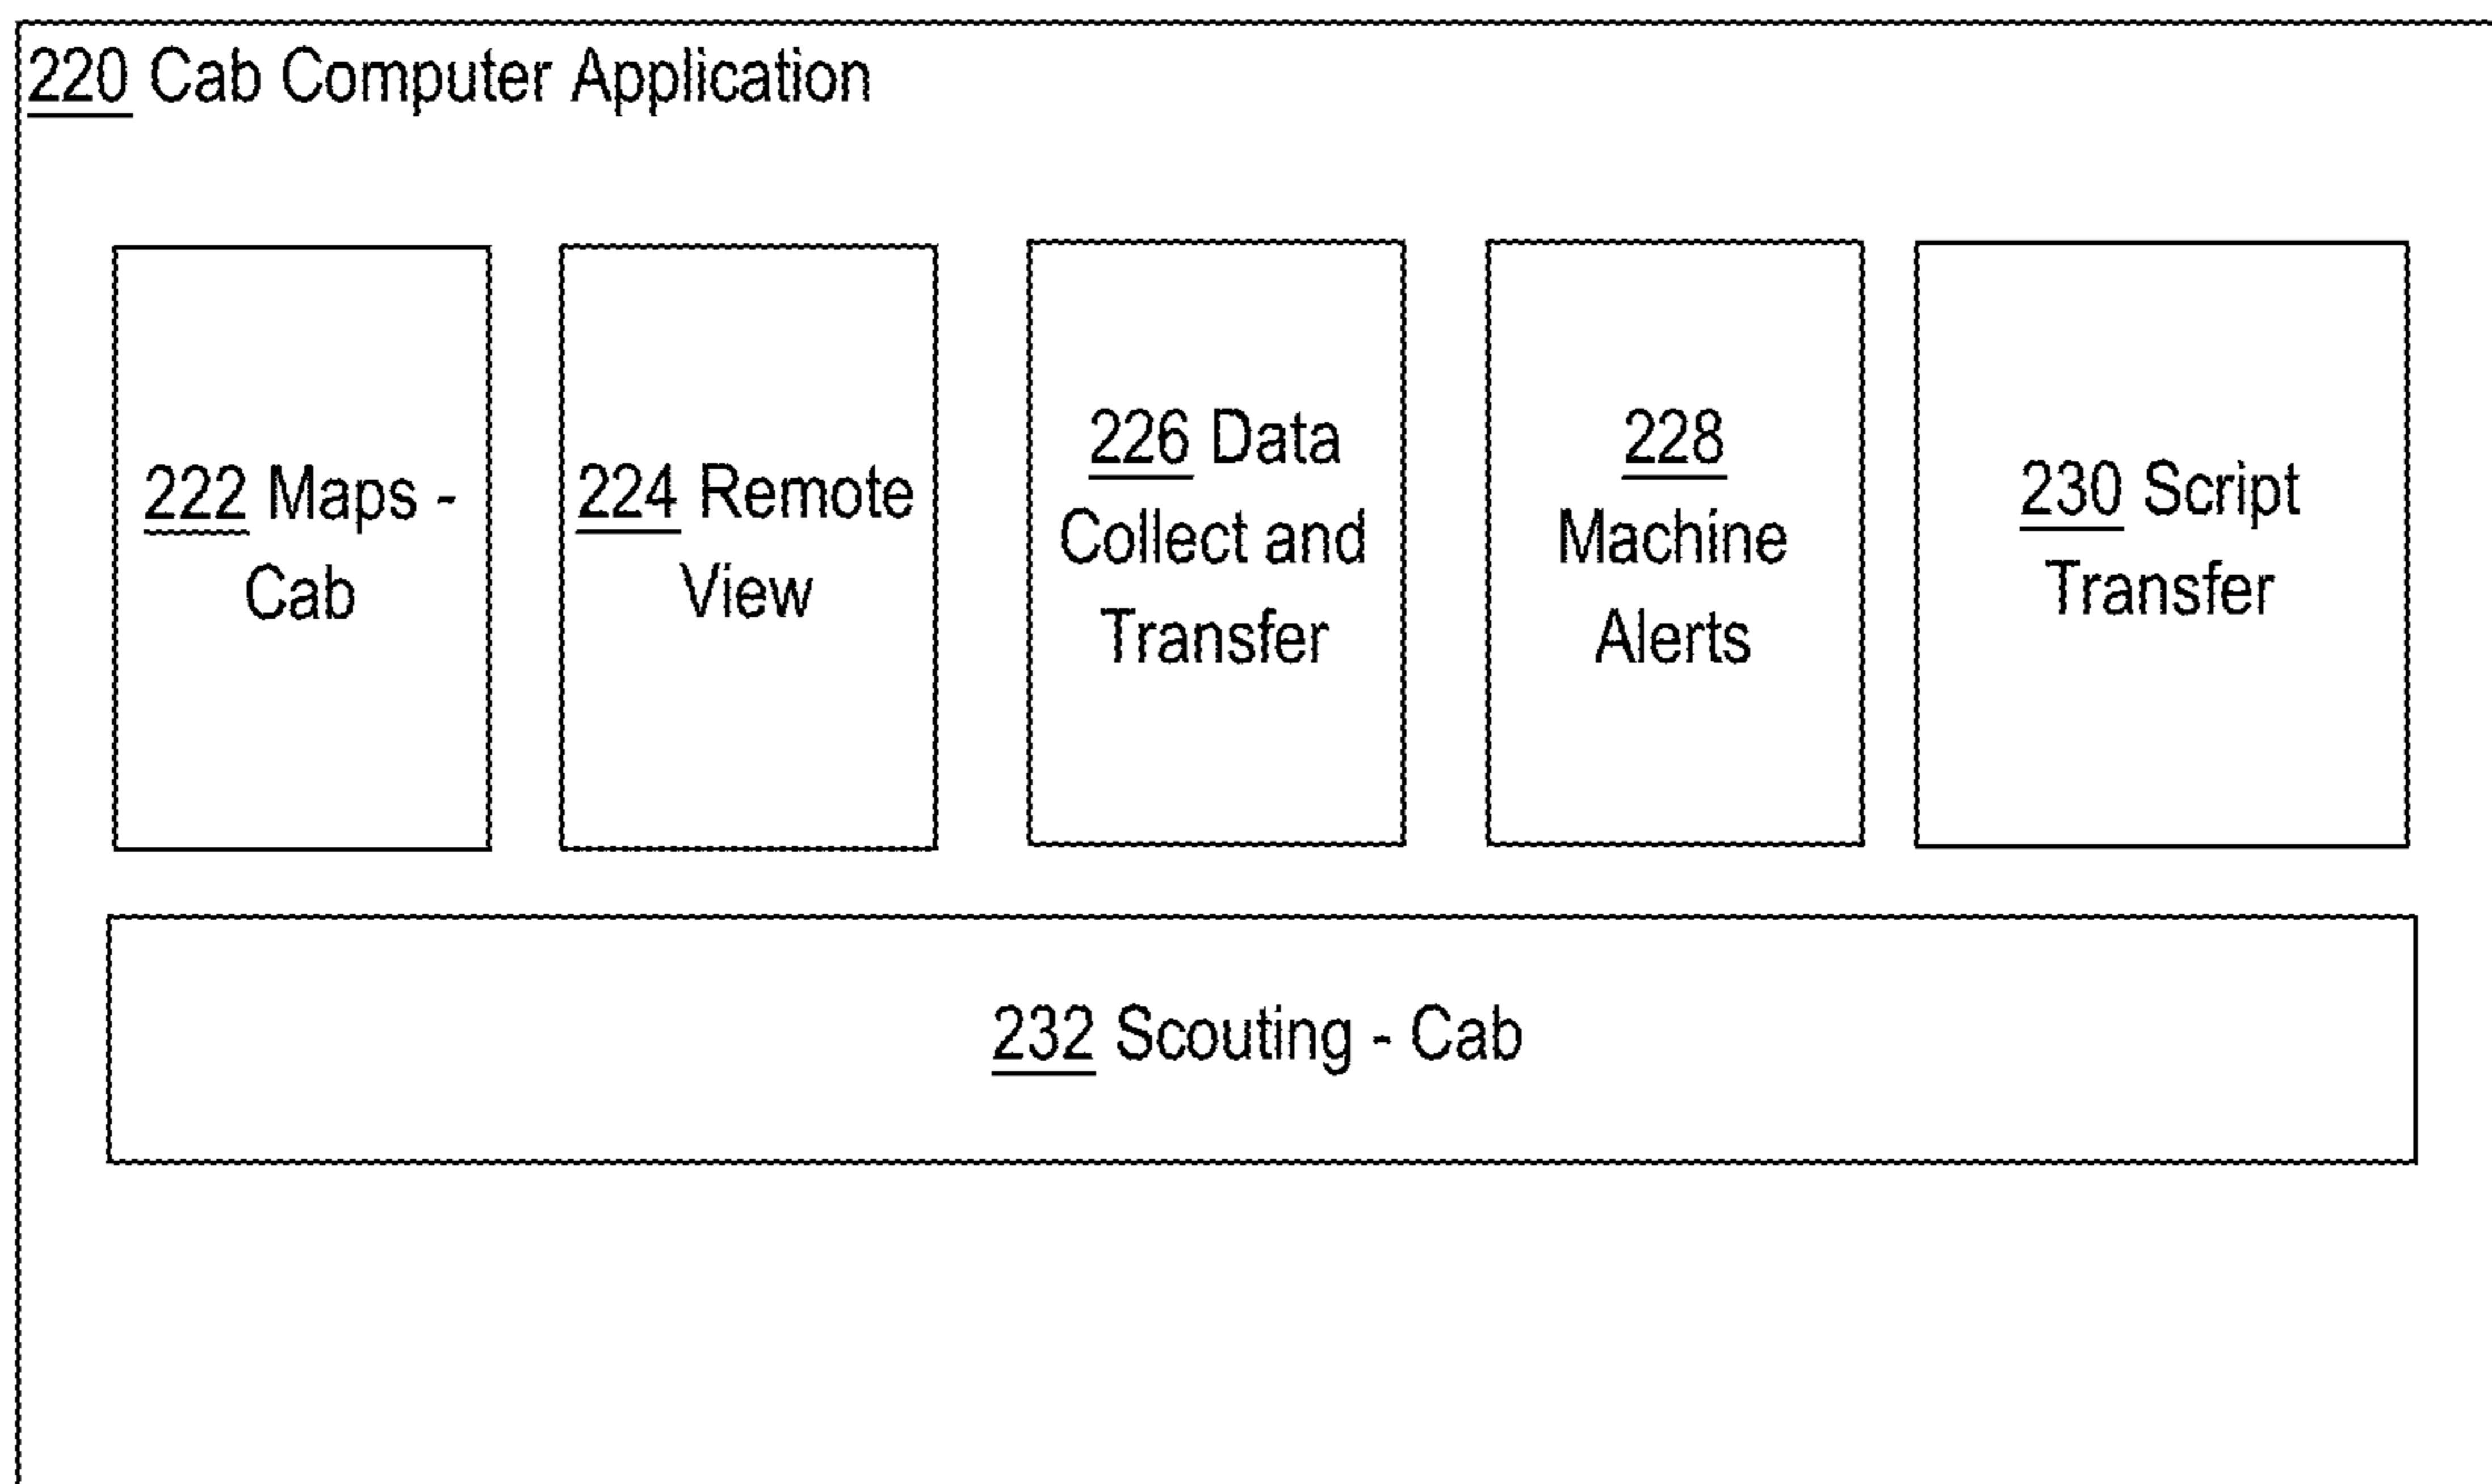 220 Cab Computer Application
222 Maps -
Cab
224 Remote
View
226 Data
Collect and
Transfer
228
Machine
Alerts
230 Script
Transfer
232 Scouting - Cab